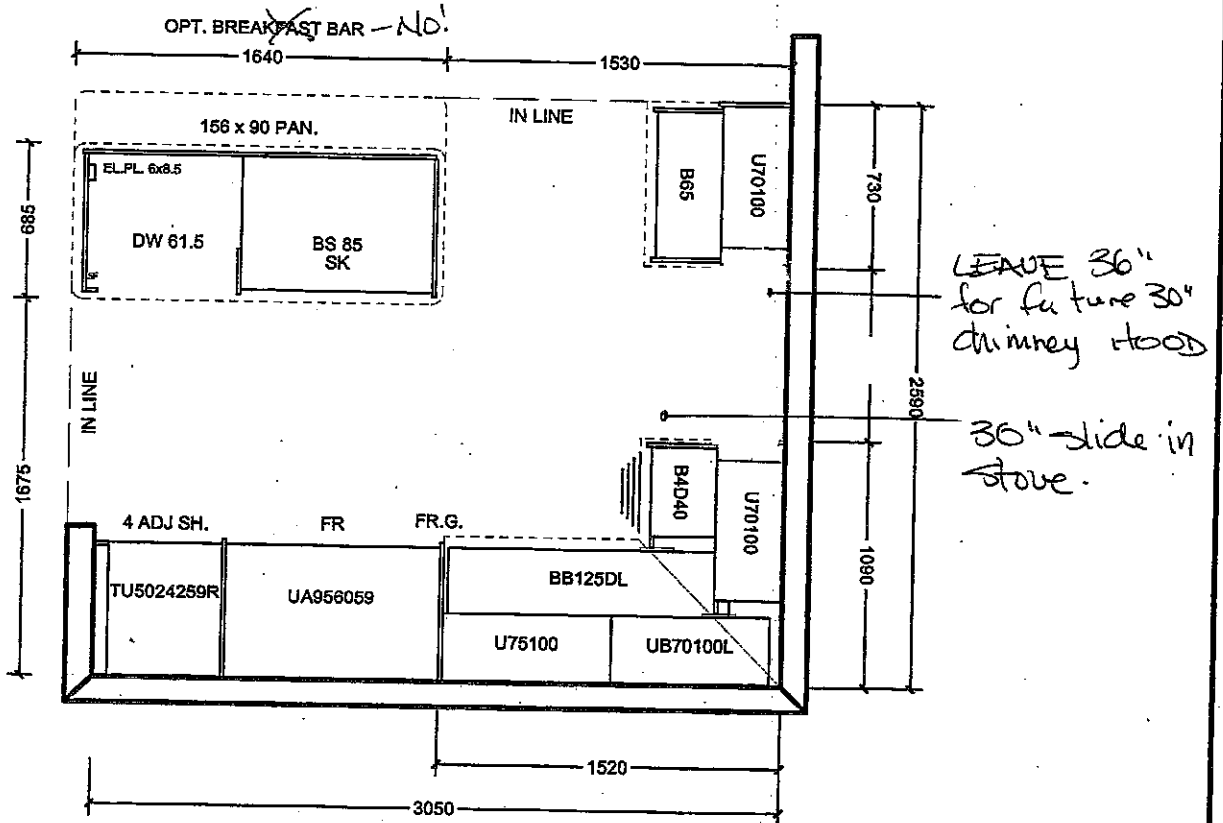 OPT. BREAKFAST BAR - NO!
1640
1530
IN LINE
156 x 90 PAN.
EL.PL. 6x8.5
DW 61.5
BS 85
SK
B65
U70100
730
685
LEAVE 36"
for future 30"
chimney HOOD
2590
30" slide in
stove.
IN LINE
1675
B4D40
U70100
1090
4 ADJ SH.
FR
FR.G.
TU5024259R
UA956059
BB125DL
U75100
UB70100L
1520
3050